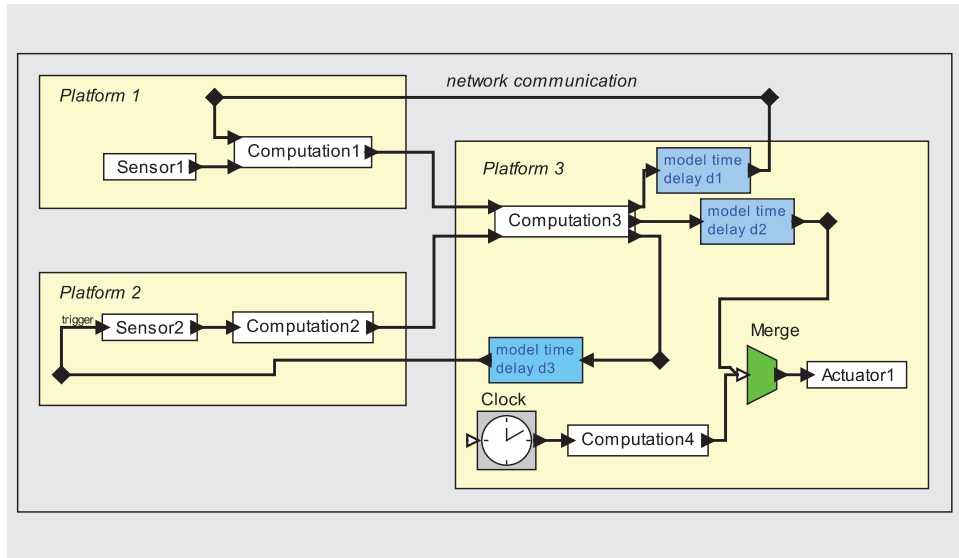 network communication
Platform 1
Computation1
Sensor1
Platform 3
model time
delay d1
Computation3
model time
delay d2
Platform 2
trigger
Sensor2
Computation2
Merge
model time
delay d3
Actuator1
Clock
Computation4